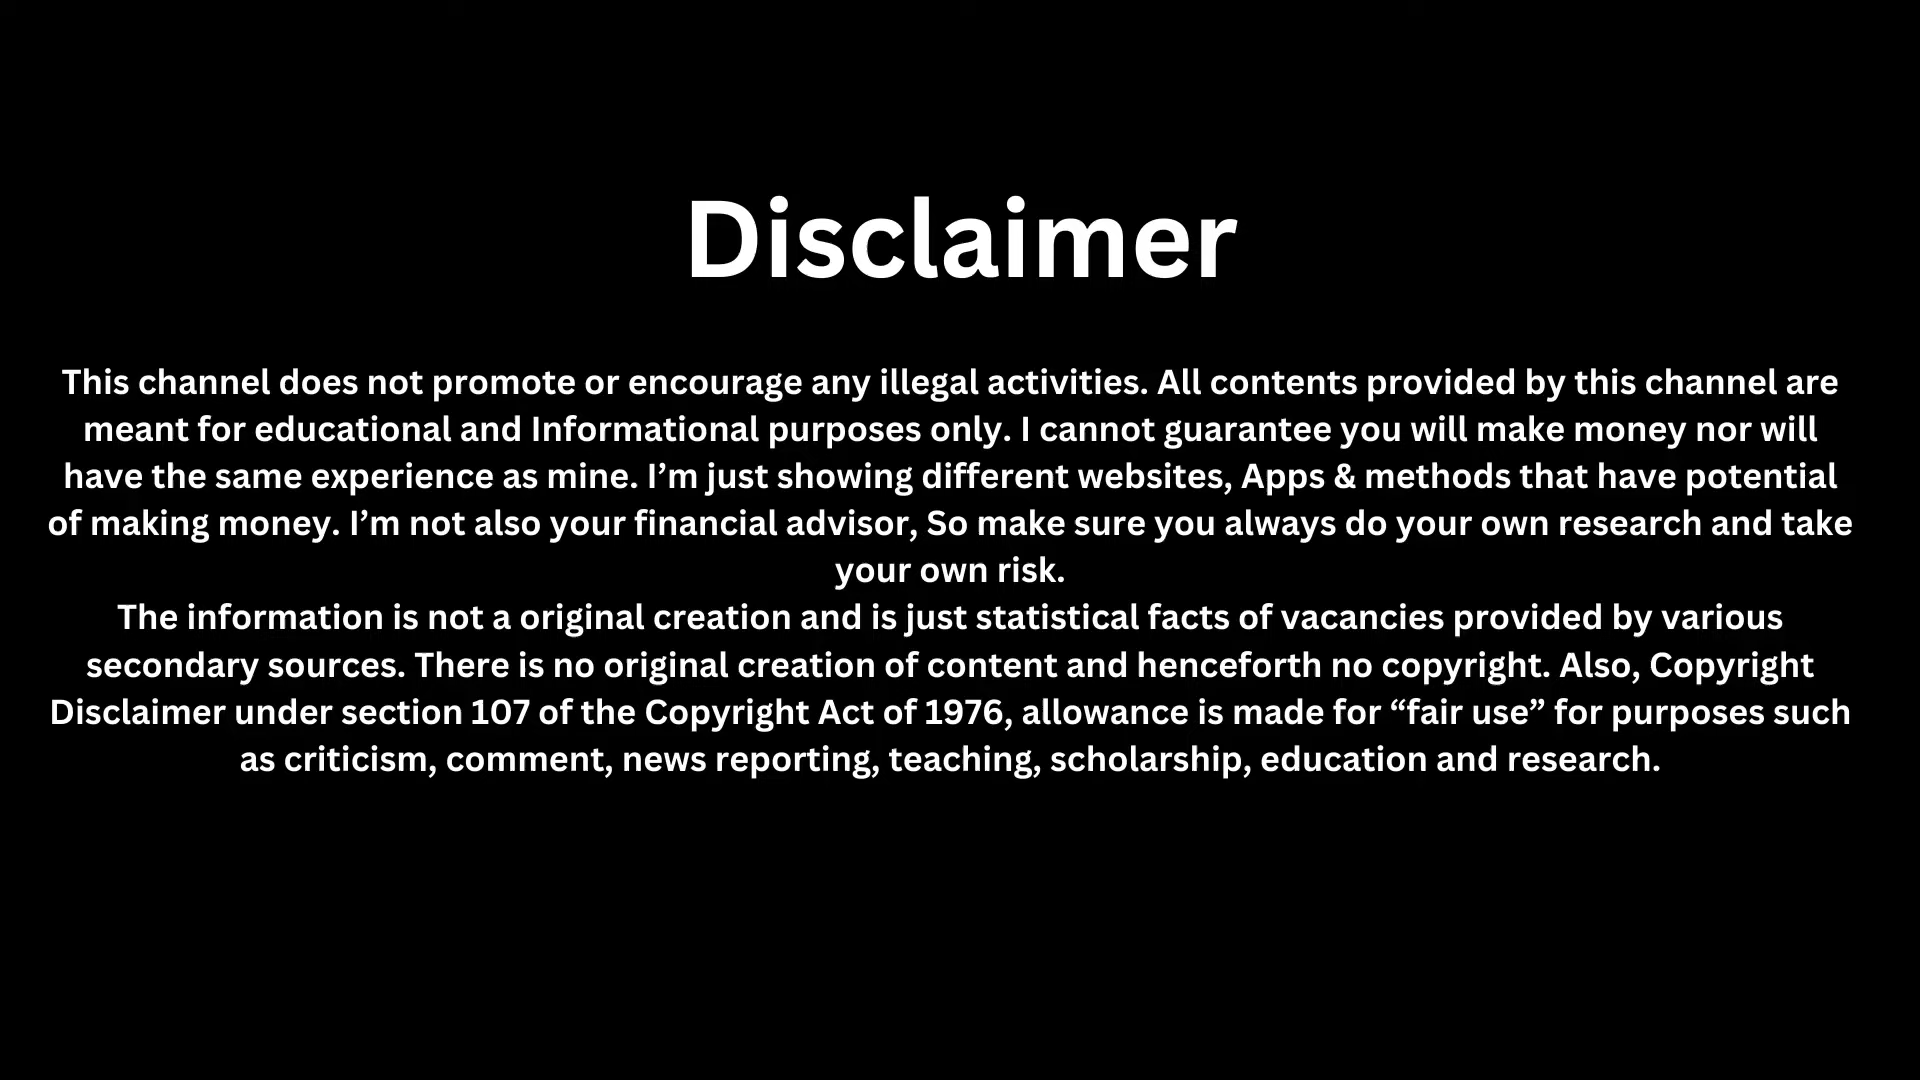 Disclaimer
This channel does not promote or encourage any illegal activities. All contents provided by this channel are
meant for educational and Informational purposes only. I cannot guarantee you will make money nor will
have the same experience as mine. I’m just showing different websites, Apps & methods that have potential
of making money. I’m not also your financial advisor, So make sure you always do your own research and take
your own risk.
The information is not a original creation and is just statistical facts of vacancies provided by various
secondary sources. There is no original creation of content and henceforth no copyright. Also, Copyright
Disclaimer under section 107 of the Copyright Act of 1976, allowance is made for “fair use” for purposes such
as criticism, comment, news reporting, teaching, scholarship, education and research.